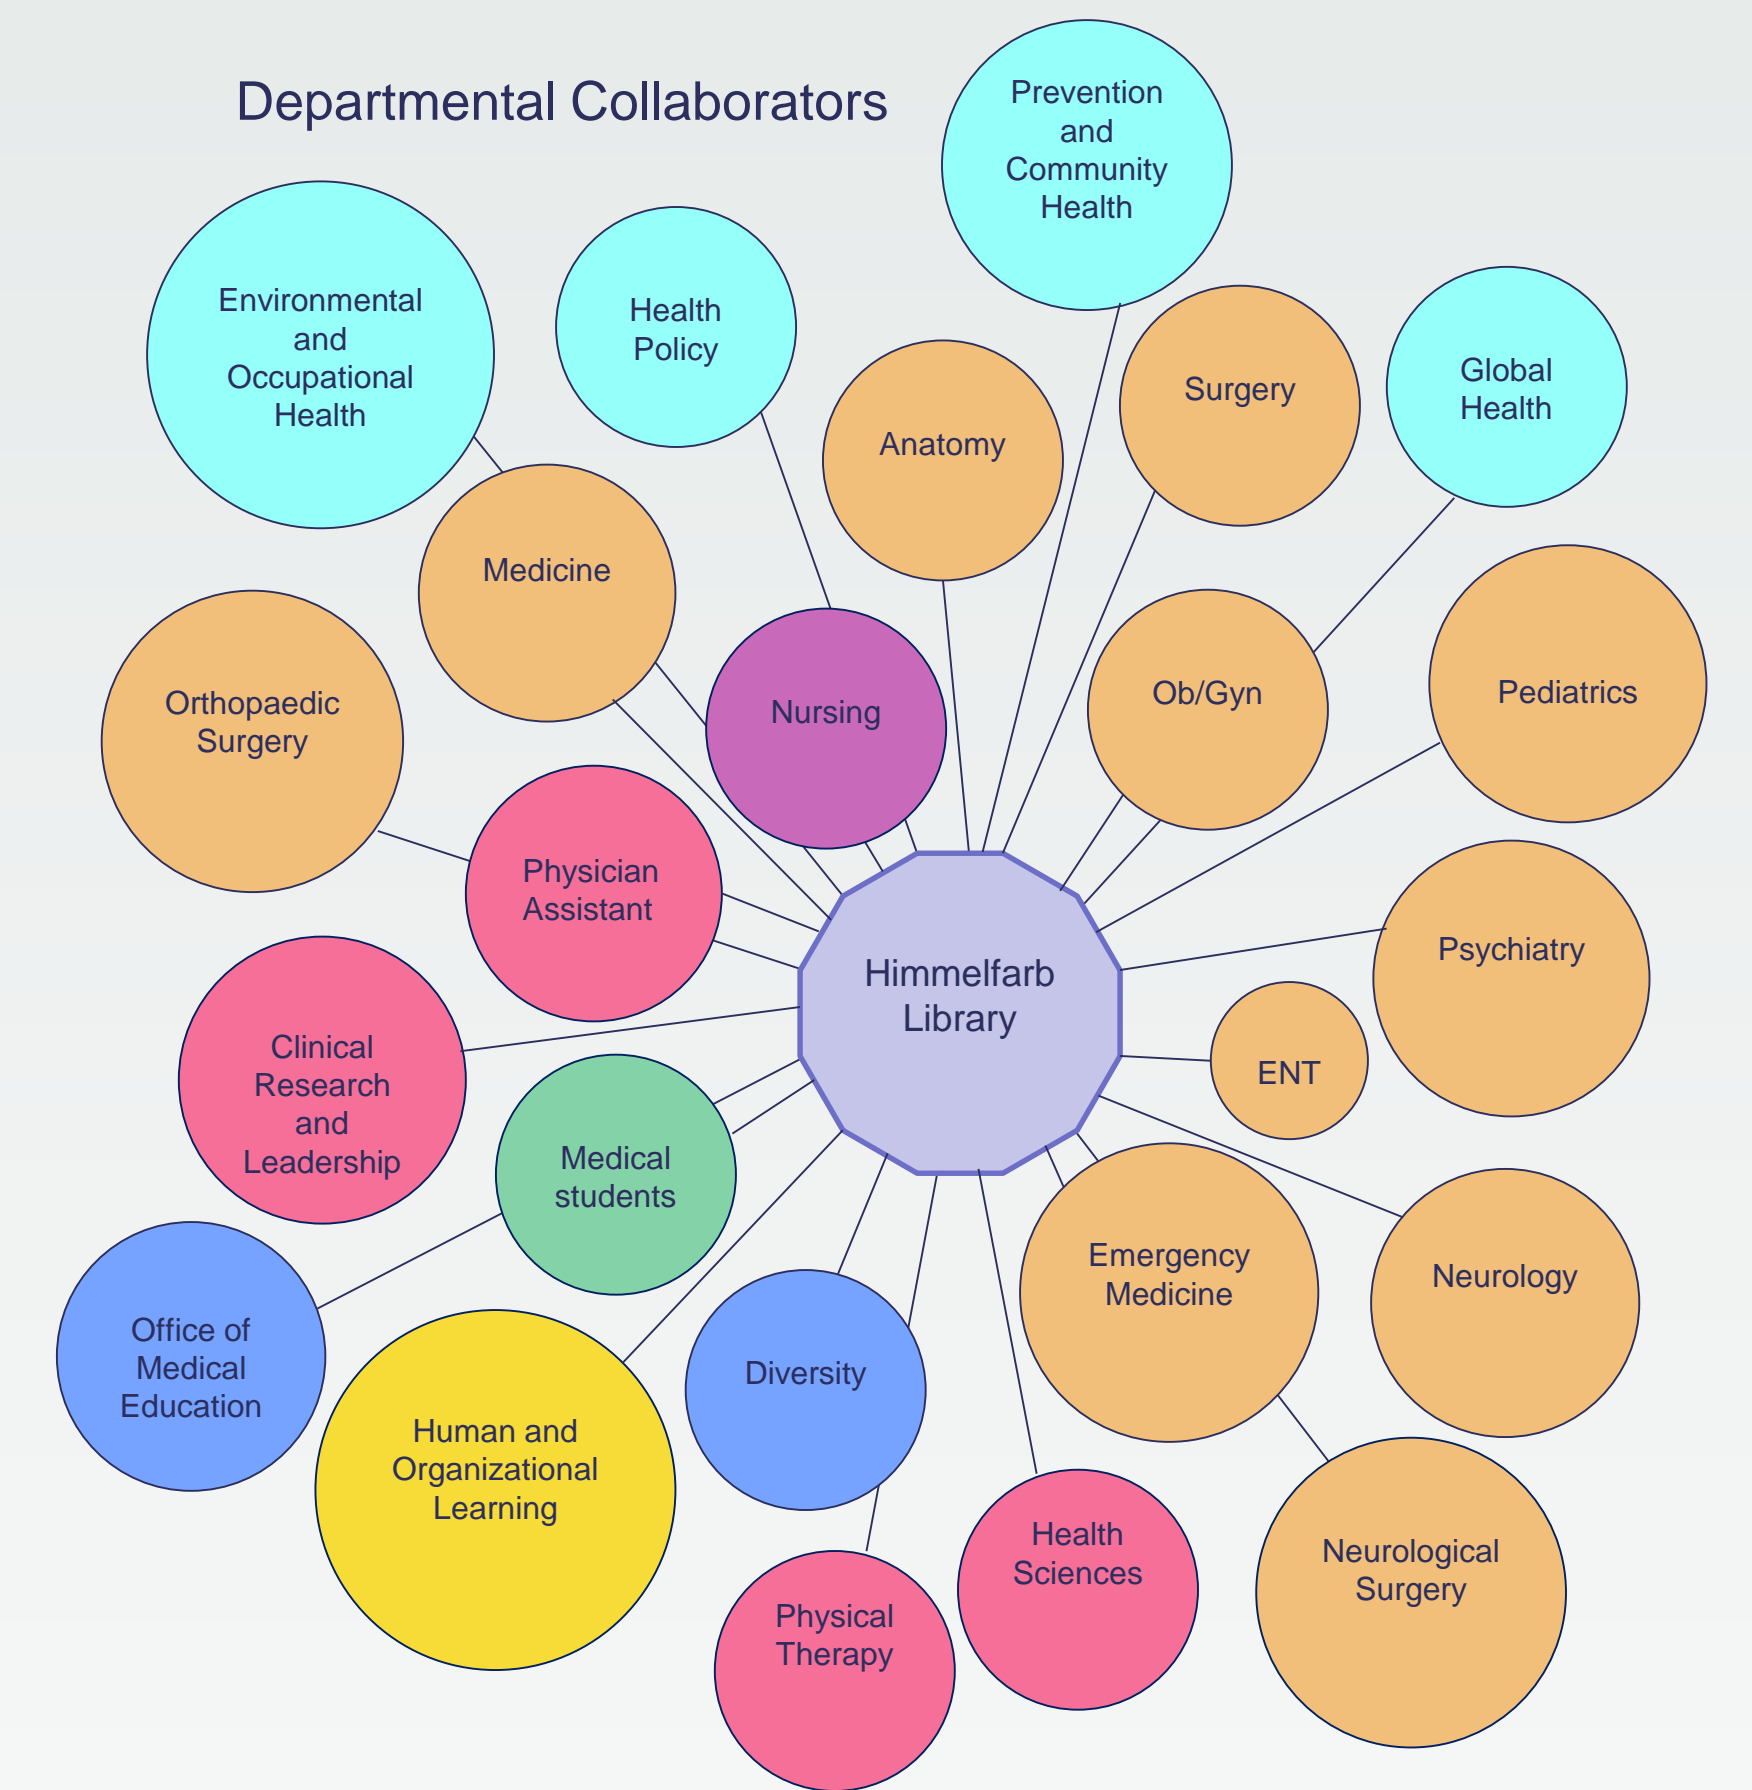 Departmental Collaborators
Prevention
and
Community
Health
Environmental
and
Occupational
Health
Health
Policy
Global
Health
Surgery
Anatomy
Medicine
Orthopaedic
Surgery
Nursing
Ob/Gyn
Pediatrics
Physician
Assistant
Himmelfarb
Library
Psychiatry
Clinical
Research
and
Leadership
ENT
Medical
students
Emergency
Medicine
Neurology
Office of
Medical
Education
Diversity
Human and
Organizational
Learning
Health
Sciences
Neurological
Surgery
Physical
Therapy